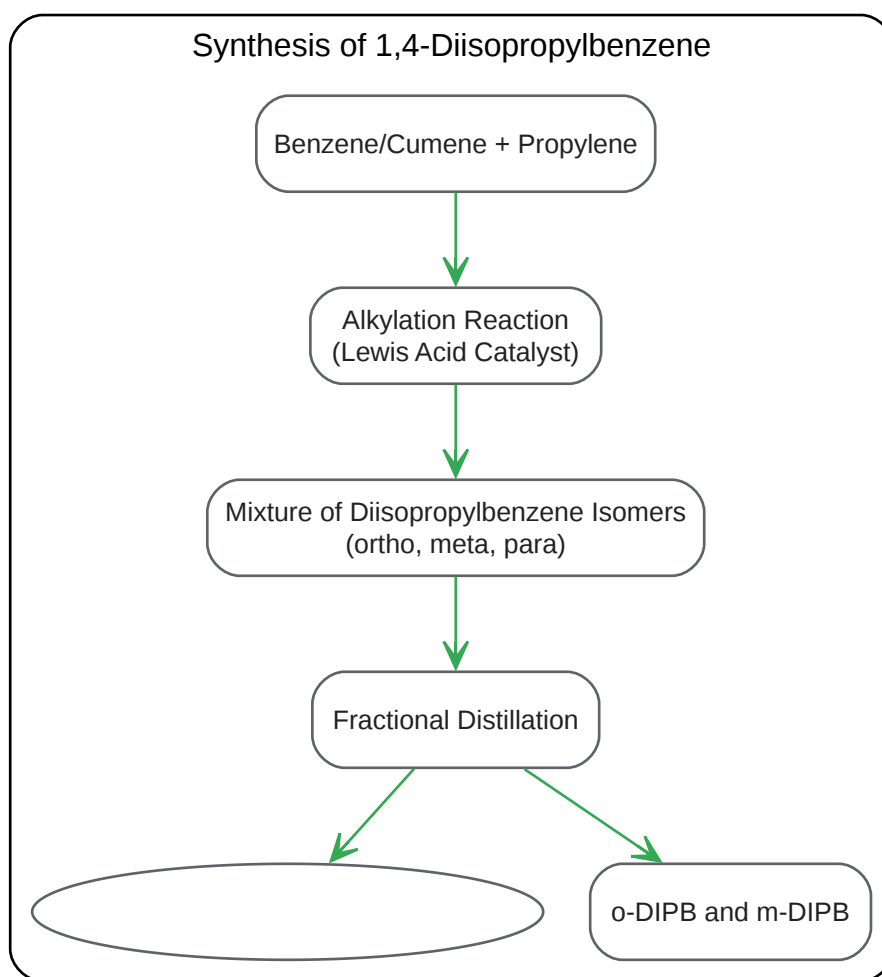 Synthesis of 1,4-Diisopropylbenzene
Benzene/Cumene + Propylene
Alkylation Reaction
(Lewis Acid Catalyst)
Mixture of Diisopropylbenzene Isomers
(ortho, meta, para)
Fractional Distillation
o-DIPB and m-DIPB